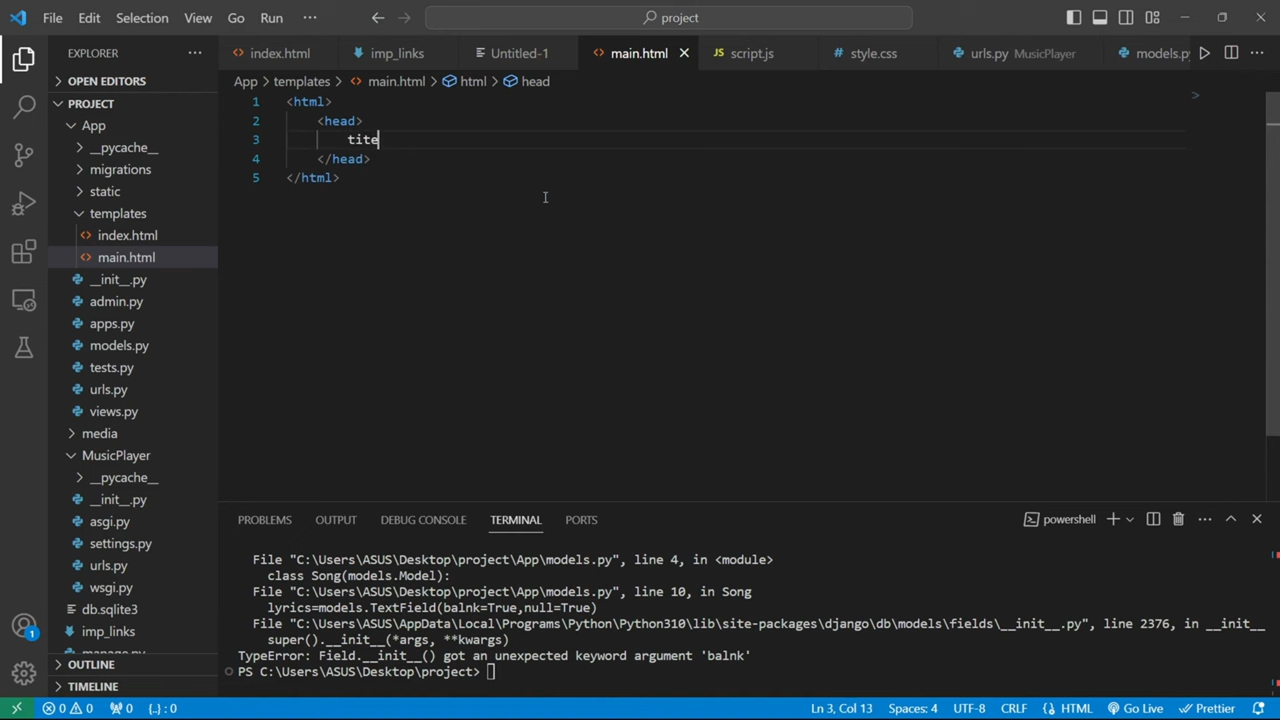 File Edit Selection View Go Run ··· project
EXPLORER ··· index.html imp_links Untitled-1 main.html JS script.js # style.css urls.py MusicPlayer models.py
OPEN EDITORS
App > templates > main.html > html > head
PROJECT
App
__pycache__
migrations
static
templates
index.html
main.html
__init__.py
admin.py
apps.py
models.py
tests.py
urls.py
views.py
media
MusicPlayer
__pycache__
__init__.py
asgi.py
settings.py
urls.py
wsgi.py
db.sqlite3
imp_links
OUTLINE
TIMELINE
1 <html>
2 <head>
3 tite
4 </head>
5 </html>
PROBLEMS OUTPUT DEBUG CONSOLE TERMINAL PORTS powershell
File "C:\Users\ASUS\Desktop\project\App\models.py", line 4, in <module>
class Song(models.Model):
File "C:\Users\ASUS\Desktop\project\App\models.py", line 10, in Song
lyrics=models.TextField(balnk=True,null=True)
File "C:\Users\ASUS\AppData\Local\Programs\Python\Python310\lib\site-packages\django\db\models\fields\__init__.py", line 2376, in __init__
super().__init__(*args, **kwargs)
TypeError: Field.__init__() got an unexpected keyword argument 'balnk'
PS C:\Users\ASUS\Desktop\project>
1
0 0 0 {..} : 0 Ln 3, Col 13 Spaces: 4 UTF-8 CRLF HTML Go Live Prettier